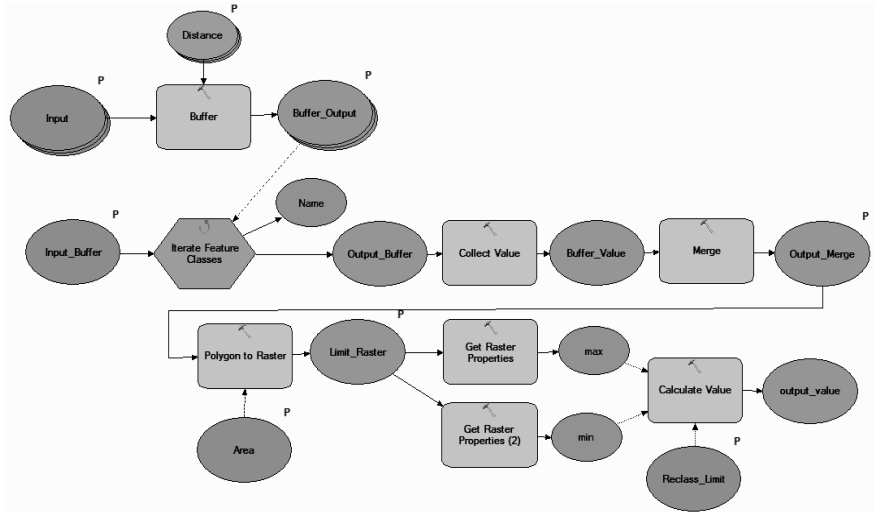 P
Distance
P
P
Input
Buffer
Buffer_Output
P
Name
P
Input_Buffer
Iterate Feature
Classes
Output_Buffer
Collect Value
Buffer_Value
Merge
Output_Merge
P
Polygon to Raster
Limit_Raster
Get Raster
Properties
max
Calculate Value
output_value
P
Area
Get Raster
Properties (2)
min
P
Reclass_Limit